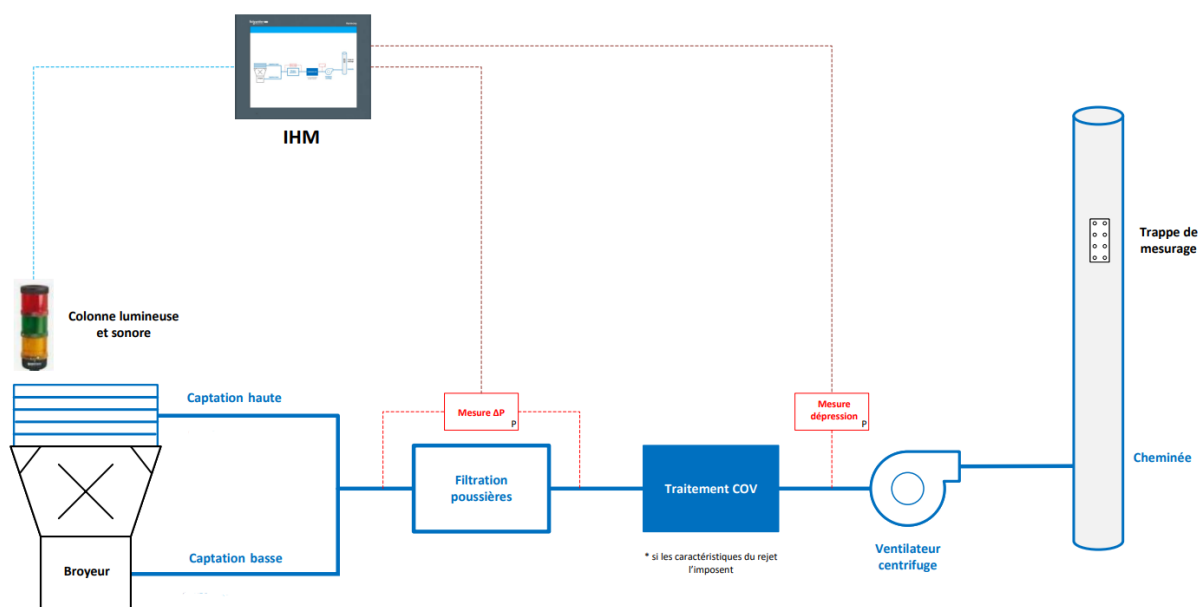 IHM
Colonne lumineuse
et sonore
Trappe de
mesurage
Captation haute
Mesure ΔP
P
Mesure
dépression
P
Filtration
poussières
Traitement COV
Cheminée
* si les caractéristiques du rejet
l'imposent
Ventilateur
centrifuge
Captation basse
Broyeur